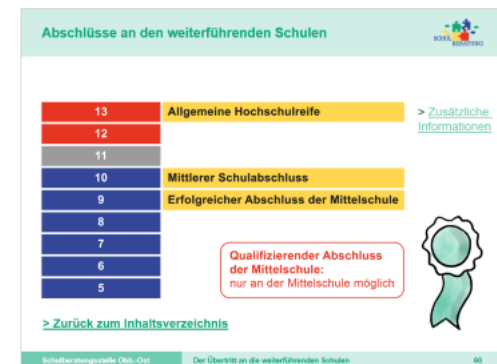 Abschlüsse an den weiterführenden Schulen
SCHUL
BERATUNG
13 Allgemeine Hochschulreife
> Zusätzliche
Informationen
12
11
10 Mittlerer Schulabschluss
9 Erfolgreicher Abschluss der Mittelschule
8
7
6
5
Qualifizierender Abschluss
der Mittelschule:
nur an der Mittelschule möglich
> Zurück zum Inhaltsverzeichnis
Schulberatungsstelle Obb.-Ost Der Übertritt an die weiterführenden Schulen 60